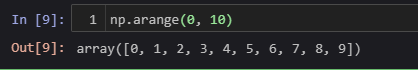 In [9]: 1 np.arange(0, 10)
Out[9]: array([0, 1, 2, 3, 4, 5, 6, 7, 8, 9])